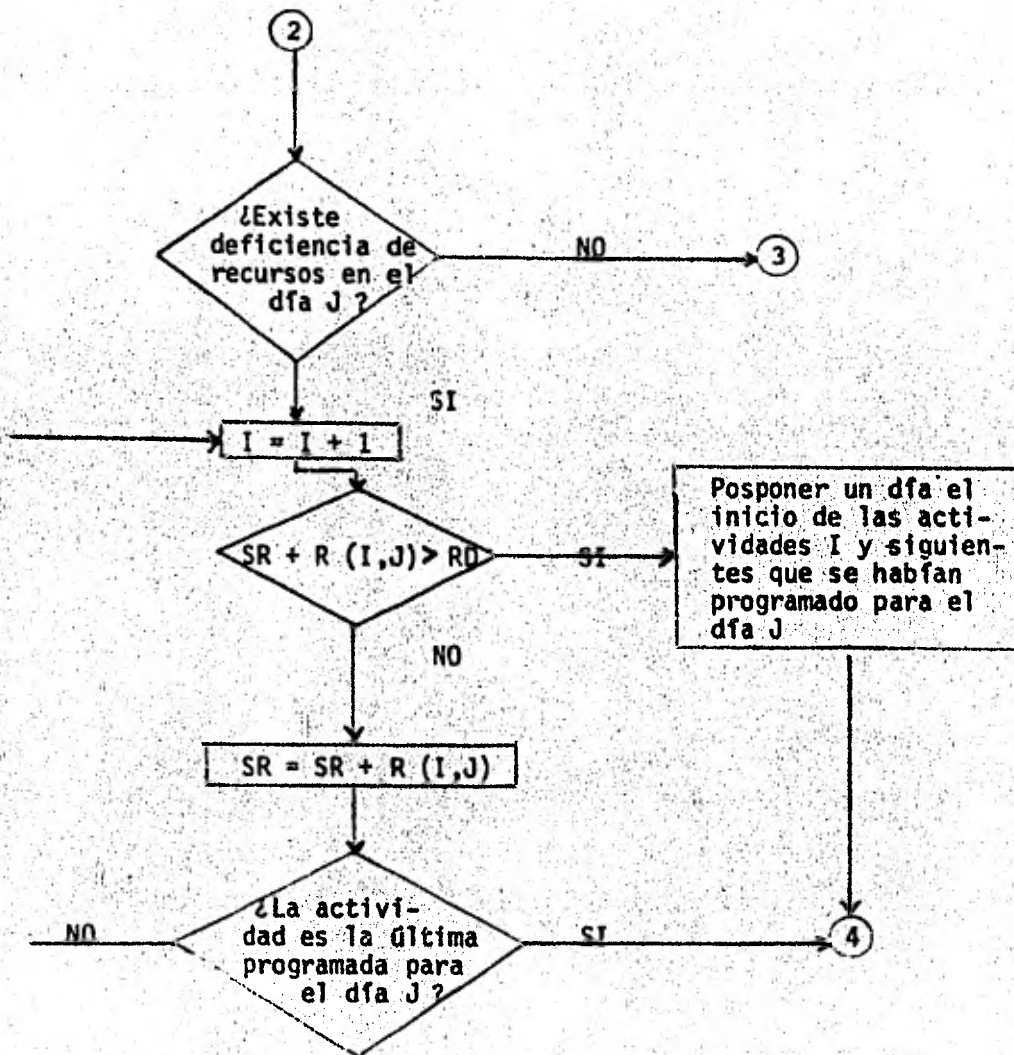 2
¿Existe
deficiencia de
recursos en el
día J ?
NO
3
SI
I = I + 1
SR + R (I,J) > RD
SI
Posponer un día el
inicio de las acti-
vidades I y siguien-
tes que se habían
programado para el
día J
NO
SR = SR + R (I,J)
¿La activi-
dad es la última
programada para
el día J ?
NO
SI
4